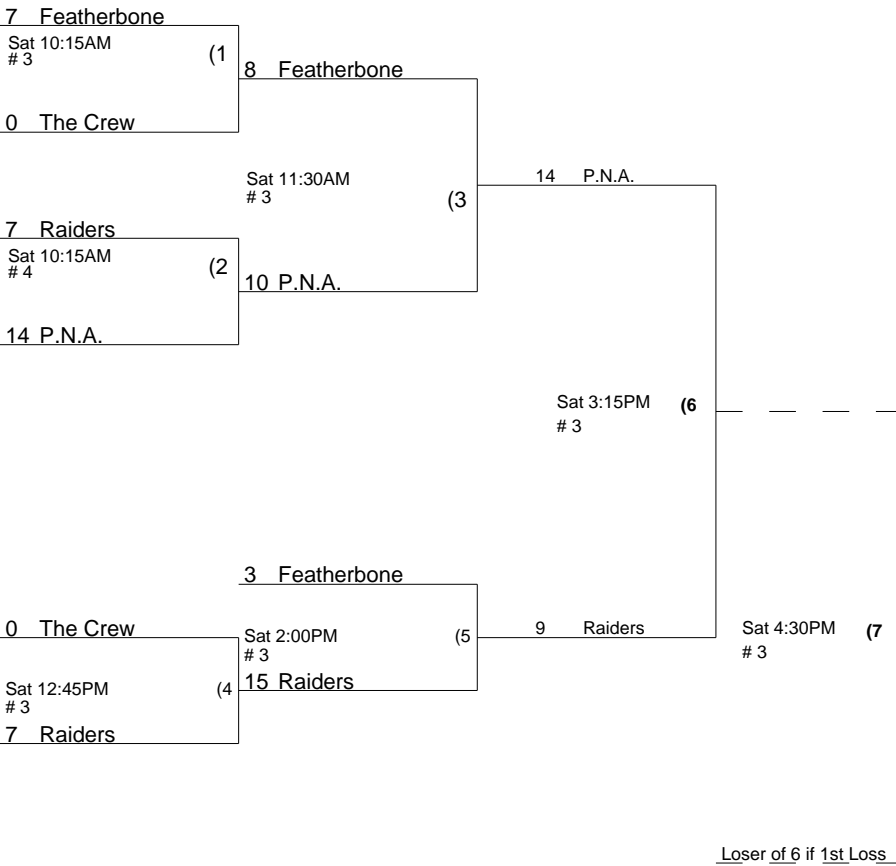 7 Featherbone
Sat 10:15AM
# 3
(1
8 Featherbone
0 The Crew
Sat 11:30AM
# 3
(3
14 P.N.A.
7 Raiders
Sat 10:15AM
# 4
(2
10 P.N.A.
14 P.N.A.
Sat 3:15PM
# 3
(6
3 Featherbone
0 The Crew
Sat 2:00PM
# 3
(5
9 Raiders
Sat 4:30PM
# 3
(7
15 Raiders
Sat 12:45PM
# 3
(4
7 Raiders
Loser of 6 if 1st Loss